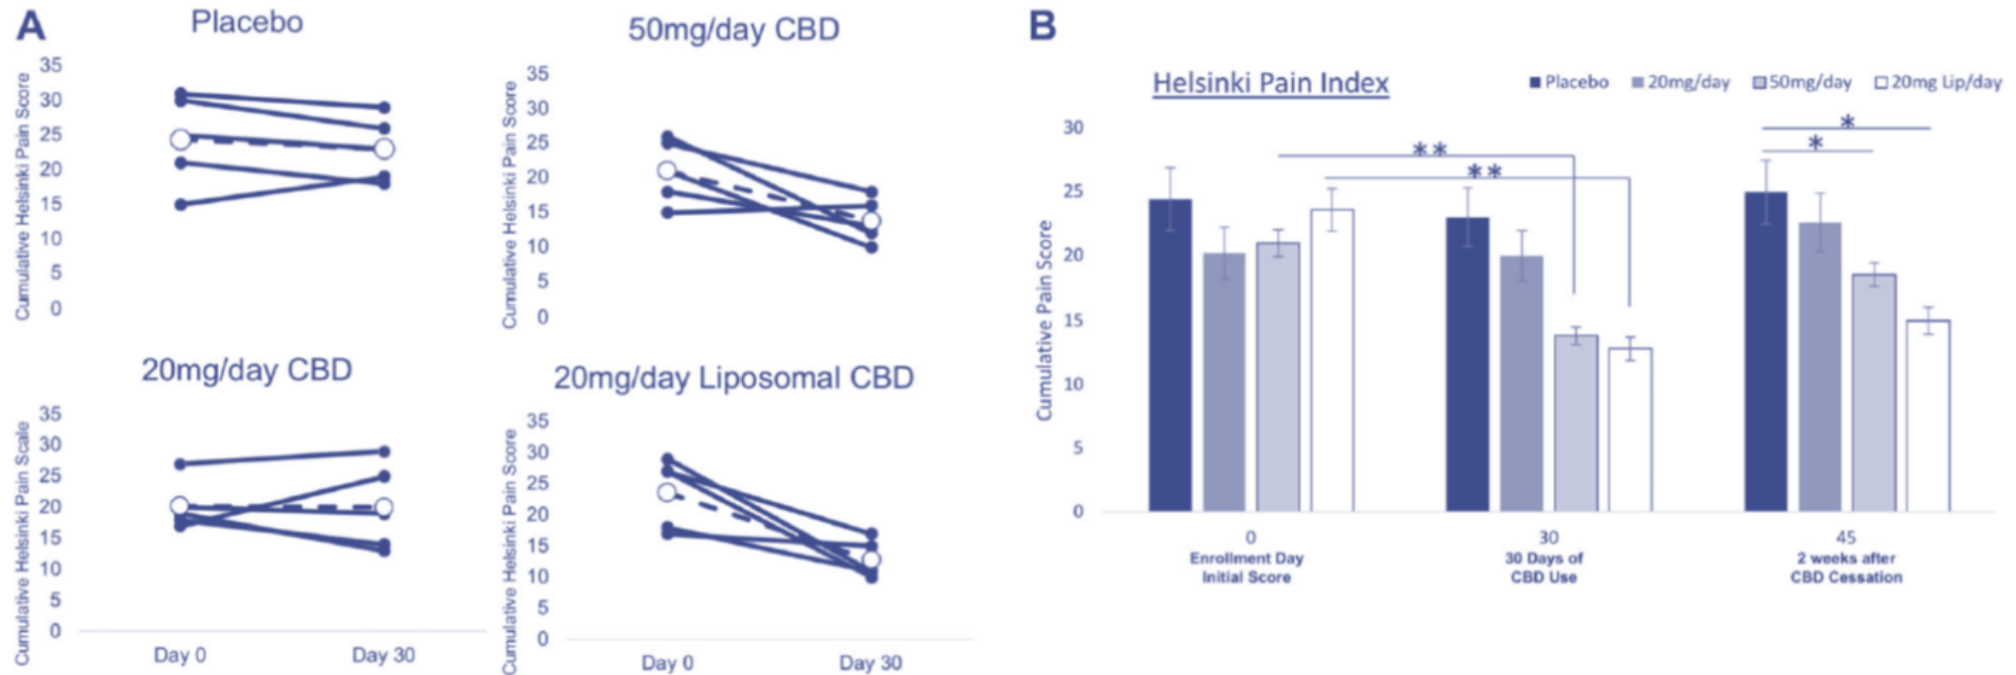 A
Placebo
Cumulative Helsinki Pain Score
35
30
25
20
15
10
5
0
50mg/day CBD
Cumulative Helsinki Pain Score
35
30
25
20
15
10
5
0
20mg/day CBD
Cumulative Helsinki Pain Scale
35
30
25
20
15
10
5
0
Day 0 Day 30
20mg/day Liposomal CBD
Cumulative Helsinki Pain Score
35
30
25
20
15
10
5
0
Day 0 Day 30
B
Helsinki Pain Index
Placebo 20mg/day 50mg/day 20mg Lip/day
Cumulative Pain Score
30
25
20
15
10
5
0
**
**
*
*
0 30 45
Enrollment Day 30 Days of 2 weeks after
Initial Score CBD Use CBD Cessation